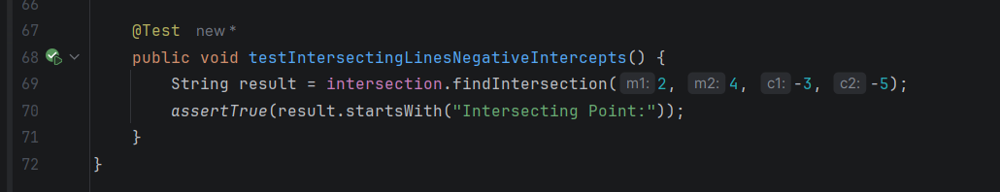 66
67 @Test new *
68 public void testIntersectingLinesNegativeIntercepts() {
69 String result = intersection.findIntersection( m1: 2, m2: 4, c1: -3, c2: -5);
70 assertTrue(result.startsWith("Intersecting Point:"));
71 }
72 }